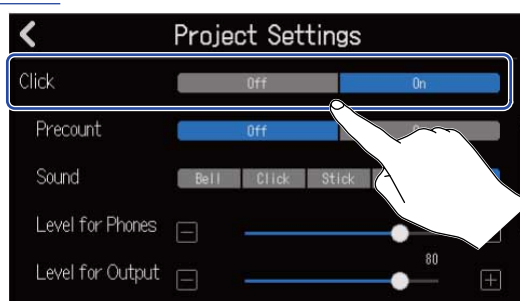 Project Settings
Click Off On
Precount Off
Sound Bell Click Stick
Level for Phones
80
Level for Output